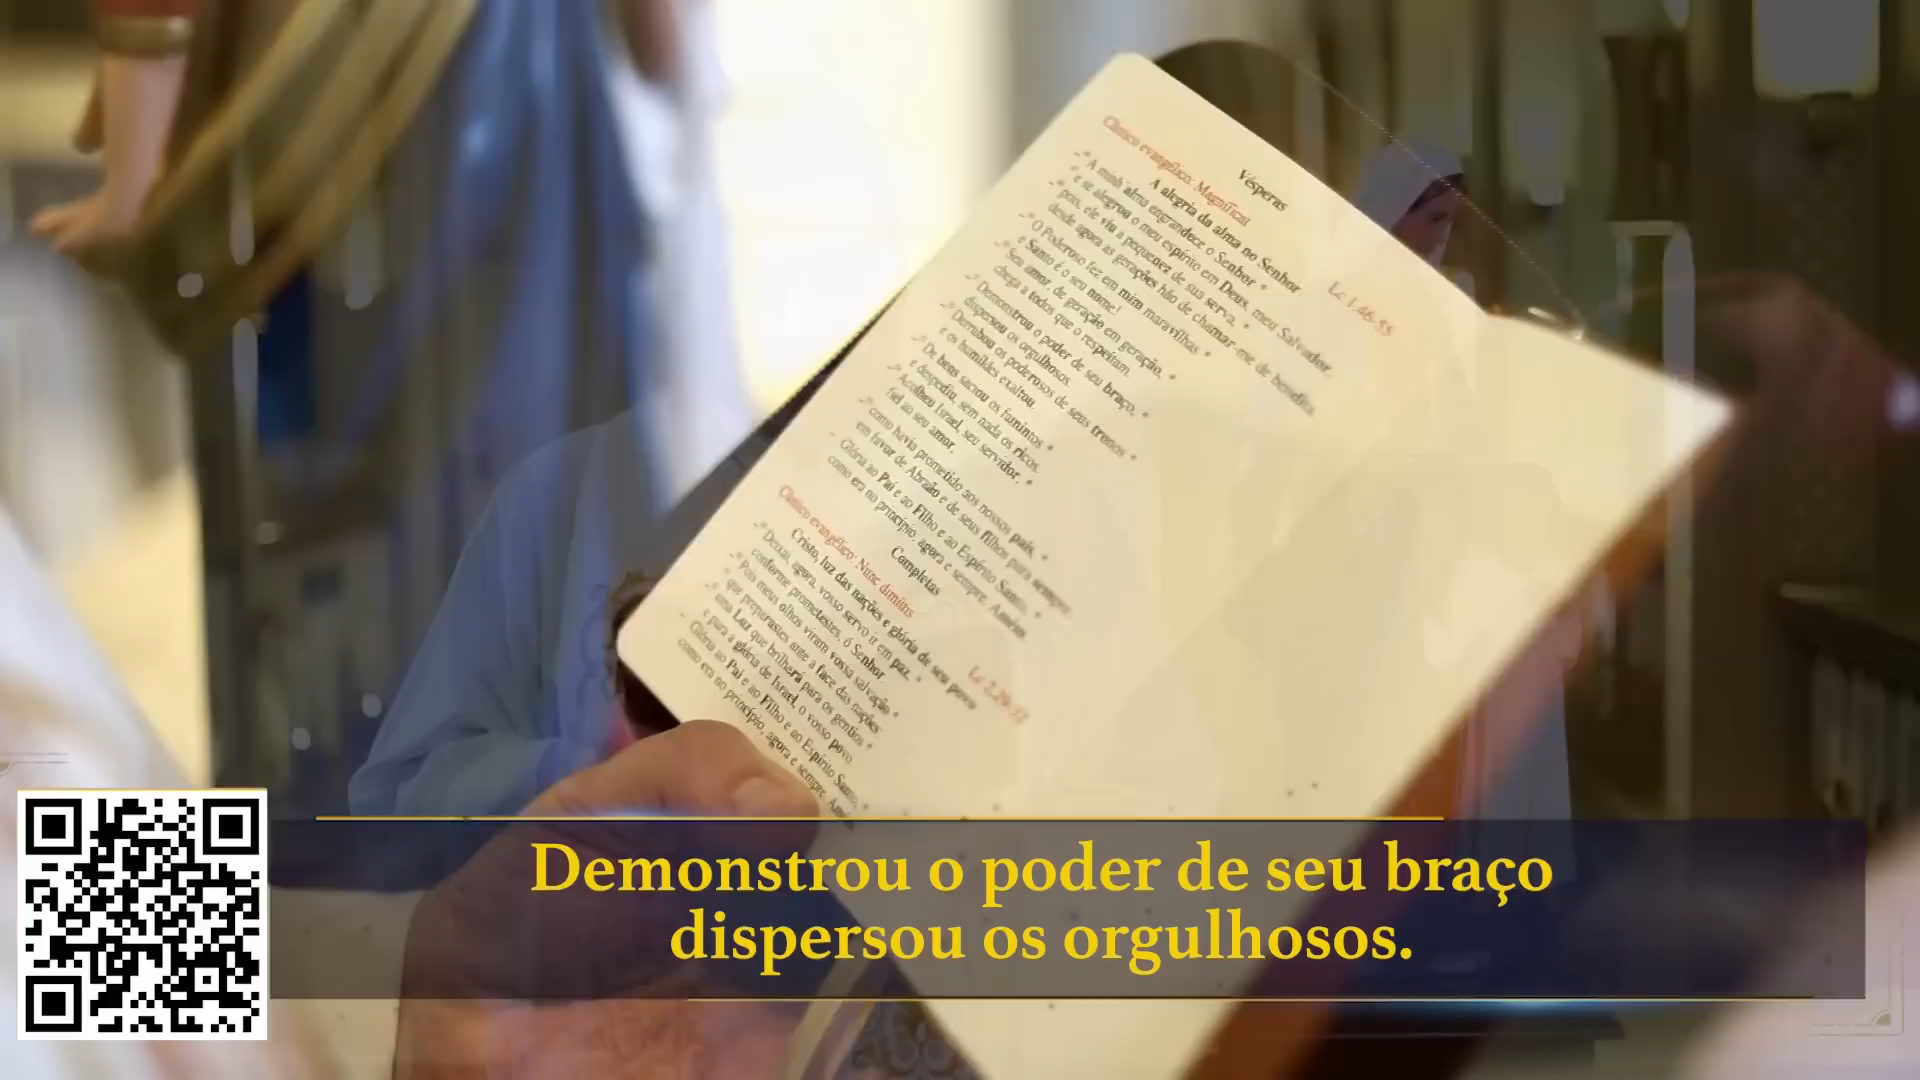 Vésperas
Cântico evangélico: Magnificat
Lc 1,46-55
A alegria da alma no Senhor
–A minh'alma engrandece o Senhor *
e se alegrou o meu espírito em Deus, meu Salvador,
pois, ele viu a pequenez de sua serva, *
desde agora as gerações hão de chamar-me de bendita.
–O Poderoso fez em mim maravilhas *
e Santo é o seu nome!
–Seu amor, de geração em geração, *
chega a todos que o respeitam.
–Demonstrou o poder de seu braço, *
dispersou os orgulhosos.
–Derrubou os poderosos de seus tronos *
e os humildes exaltou.
–De bens saciou os famintos *
e despediu, sem nada os ricos.
–Acolheu Israel, seu servidor, *
fiel ao seu amor,
–como havia prometido aos nossos pais, *
em favor de Abraão e de seus filhos para sempre.
–Glória ao Pai e ao Filho e ao Espírito Santo, *
como era no princípio, agora e sempre. Amém.
Completas
Cântico evangélico: Nunc dimittis
Lc 2,29-32
Cristo, luz das nações e glória de seu povo
–Deixai, agora, vosso servo ir em paz, *
conforme prometestes, ó Senhor.
–Pois meus olhos viram vossa salvação *
que preparastes ante a face das nações:
–uma Luz que brilhará para os gentios *
e para a glória de Israel, o vosso povo.
–Glória ao Pai e ao Filho e ao Espírito Santo, *
como era no princípio, agora e sempre.
Demonstrou o poder de seu braço
dispersou os orgulhosos.